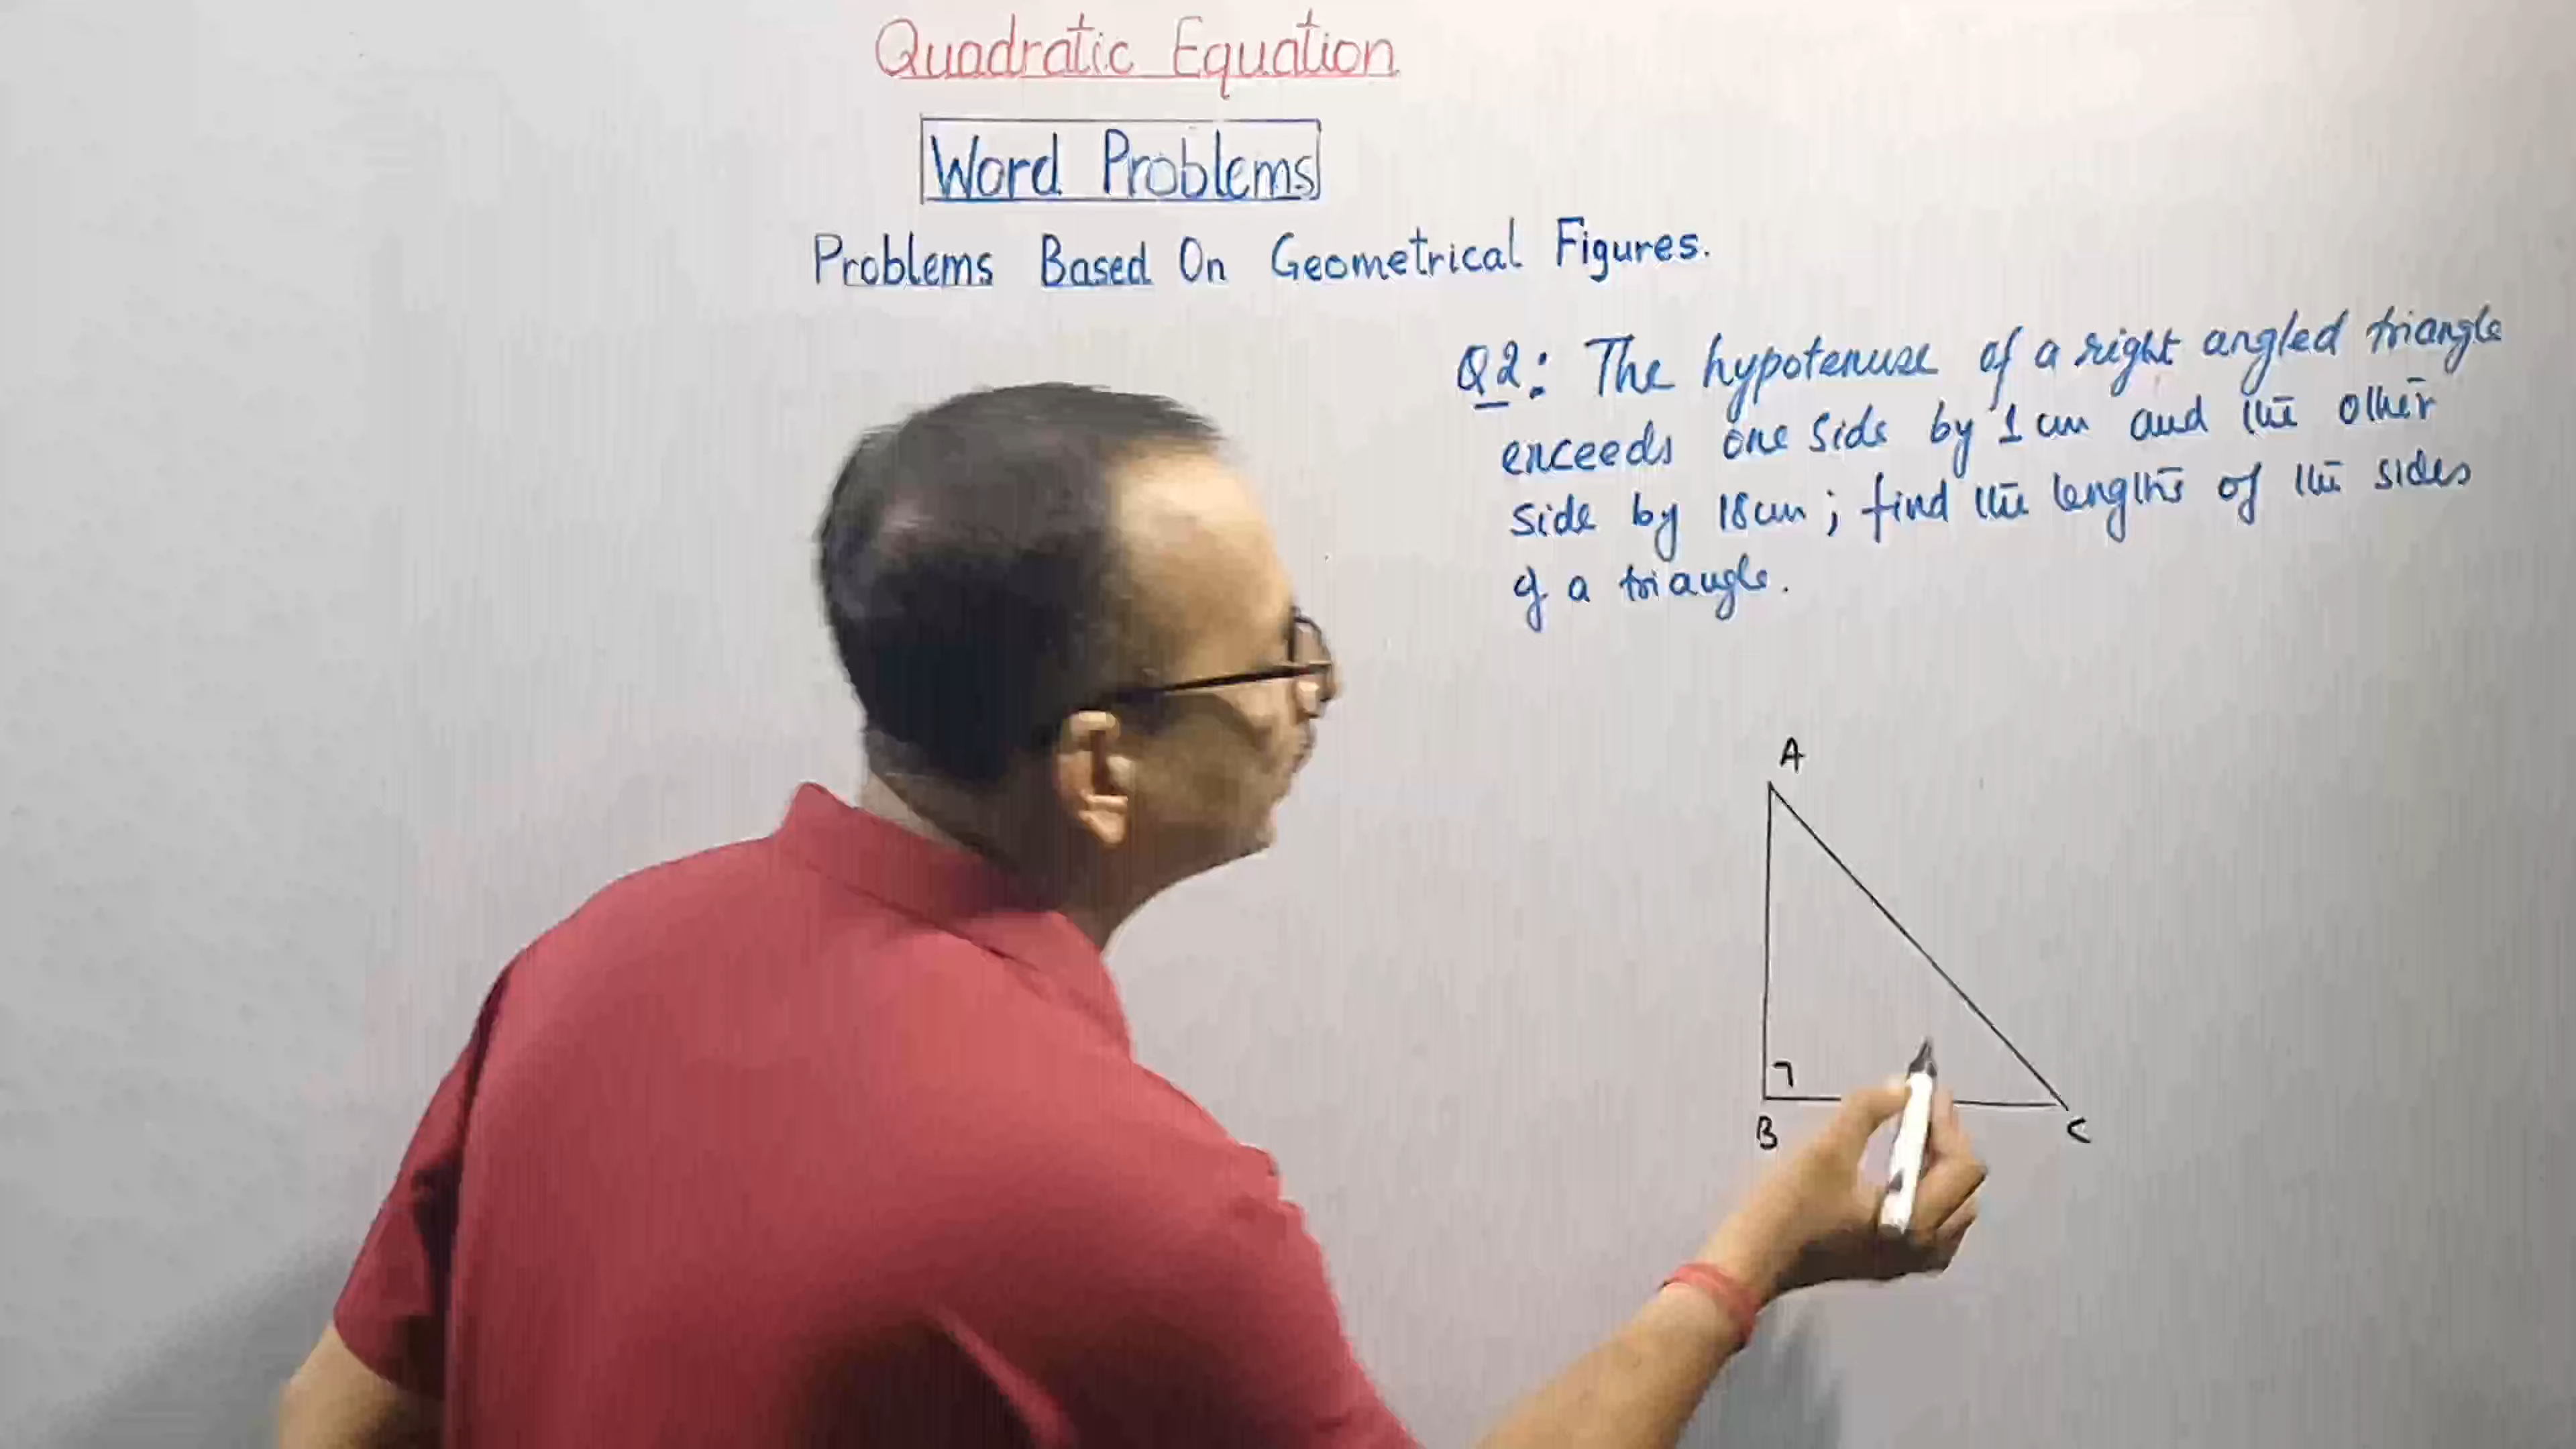 Quadratic Equation
Word Problems
Problems Based On Geometrical Figures.
Q2: The hypotenuse of a right angled triangle
exceeds one side by 1 cm and the other
side by 18cm; find the lengths of the sides
of a triangle.
A
B
C